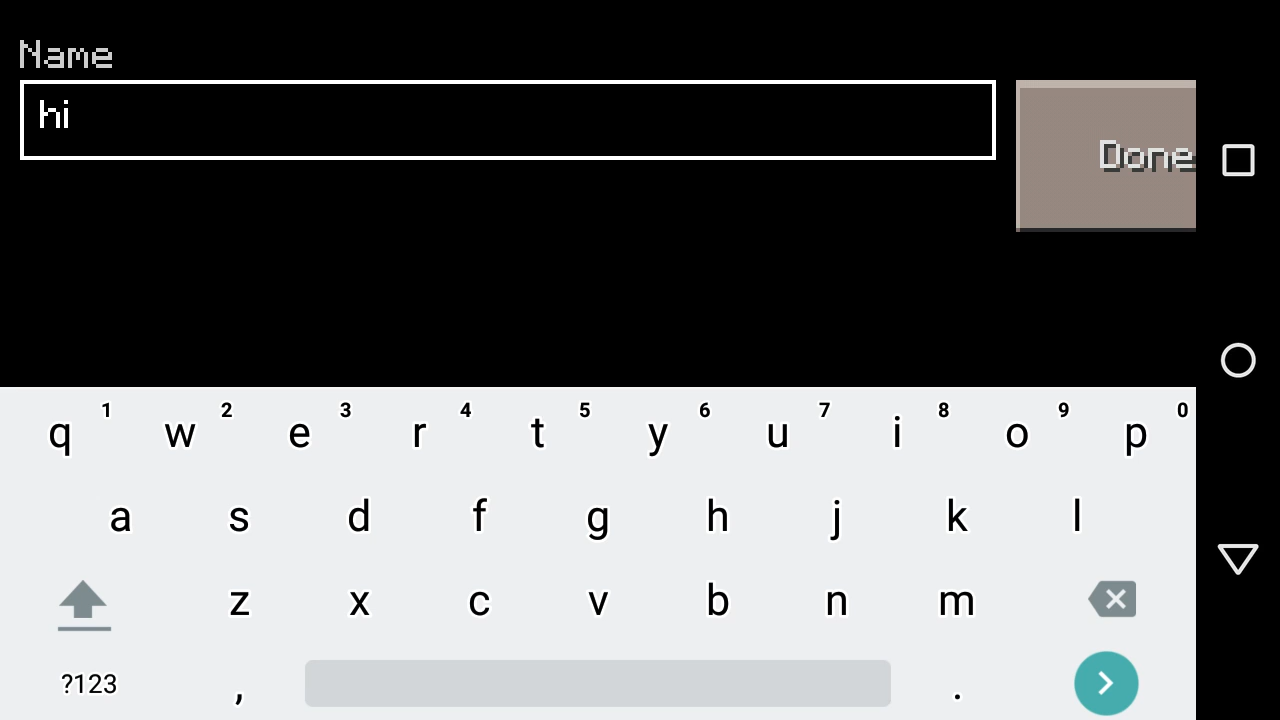 Name
hi
Done
1 2 3 4 5 6 7 8 9 0
q w e r t y u i o p
a s d f g h j k l
z x c v b n m
?123 , .